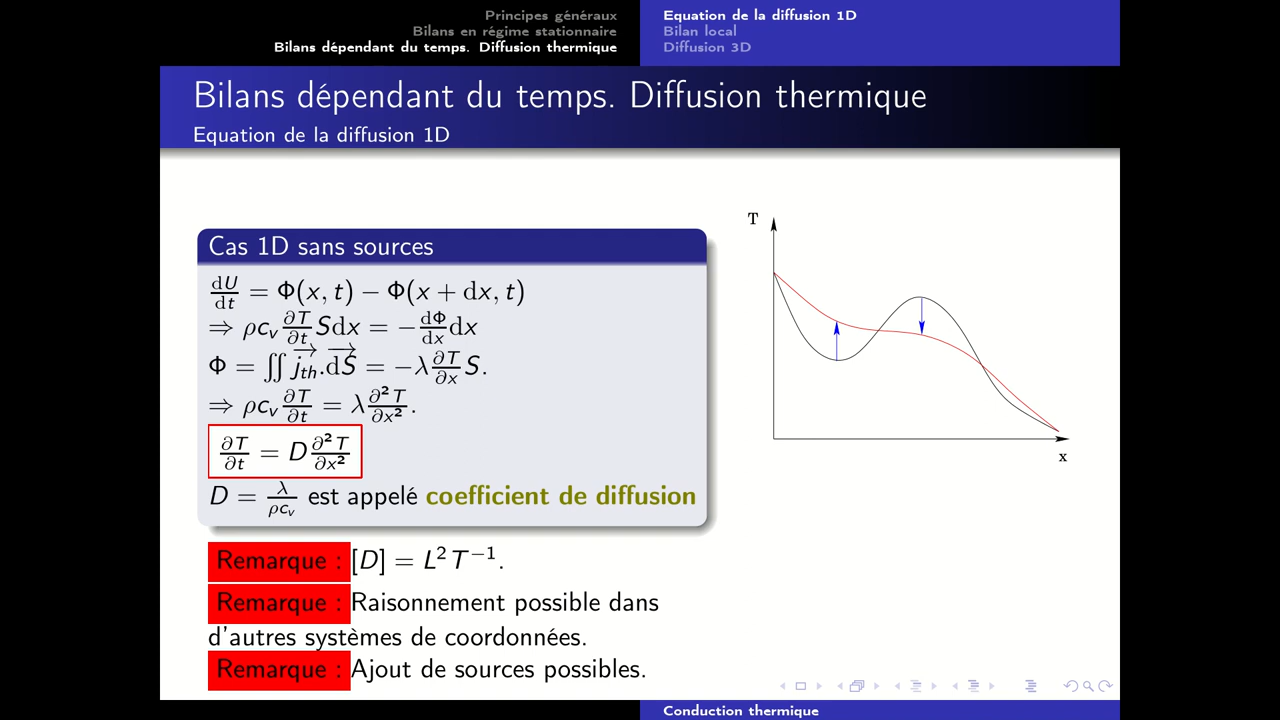 Principes généraux
Bilans en régime stationnaire
Bilans dépendant du temps. Diffusion thermique
Equation de la diffusion 1D
Bilan local
Diffusion 3D
Bilans dépendant du temps. Diffusion thermique
Equation de la diffusion 1D
Cas 1D sans sources
dU/dt = Φ(x, t) − Φ(x + dx, t)
⇒ ρc_v ∂T/∂t Sdx = − dΦ/dx dx
Φ = ∬ j⃗_th . dS⃗ = −λ ∂T/∂x S.
⇒ ρc_v ∂T/∂t = λ ∂²T/∂x².
∂T/∂t = D ∂²T/∂x²
D = λ/ρc_v est appelé coefficient de diffusion
Remarque : [D] = L²T⁻¹.
Remarque : Raisonnement possible dans
d'autres systèmes de coordonnées.
Remarque : Ajout de sources possibles.
T
x
Conduction thermique